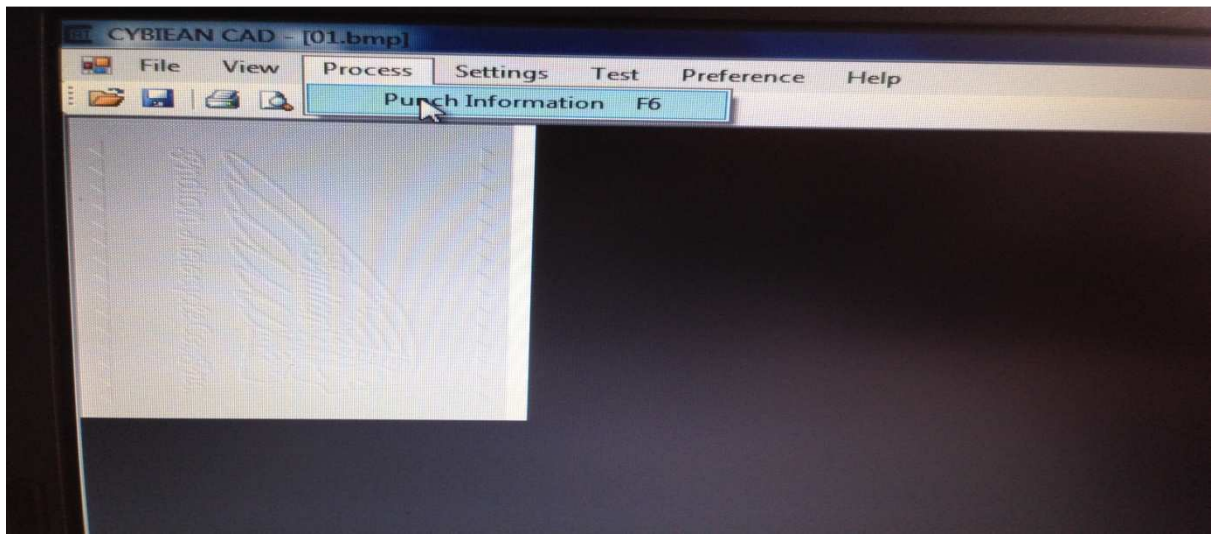 CYBIEAN CAD - [01.bmp]
File View Process Settings Test Preference Help
Punch Information F6